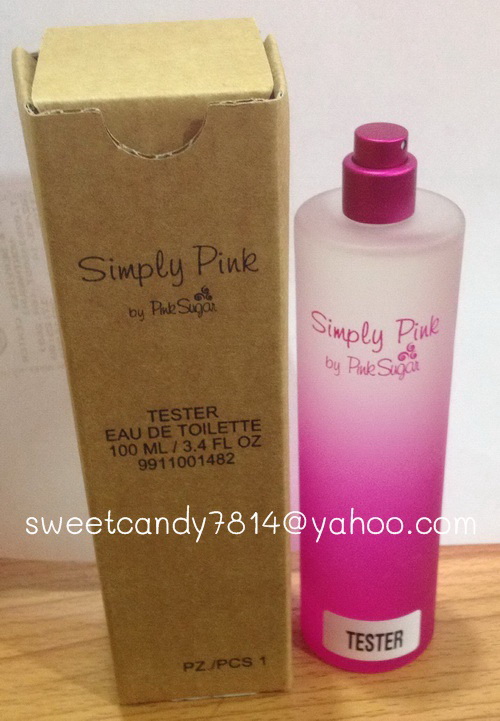 Simply Pink
by Pink Sugar
TESTER
EAU DE TOILETTE
100 ML / 3.4 FL OZ
9911001482
PZ./PCS 1
Simply Pink
by Pink Sugar
TESTER
sweetcandy7814@yahoo.com